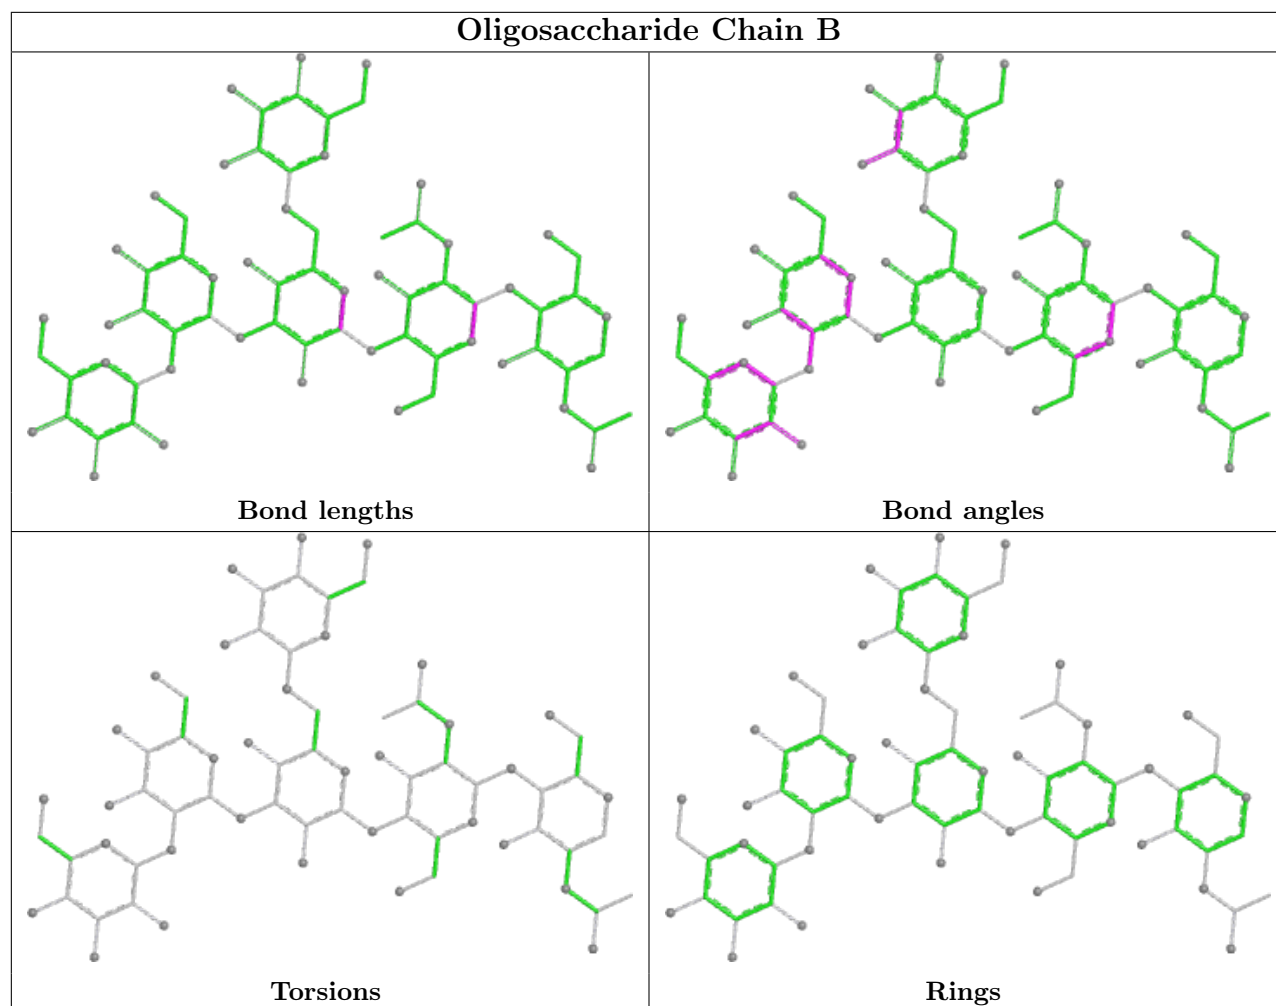 Oligosaccharide Chain B
Bond lengths
Bond angles
Torsions
Rings